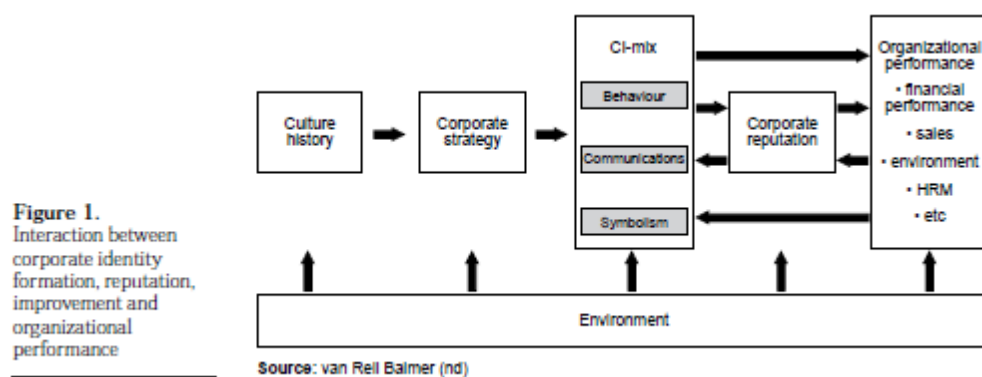 Culture
history
Corporate
strategy
CI-mix
Behaviour
Communications
Symbolism
Corporate
reputation
Organizational
performance
• financial
performance
• sales
• environment
• HRM
• etc
Environment
Figure 1.
Interaction between
corporate identity
formation, reputation,
improvement and
organizational
performance
Source: van Reil Balmer (nd)